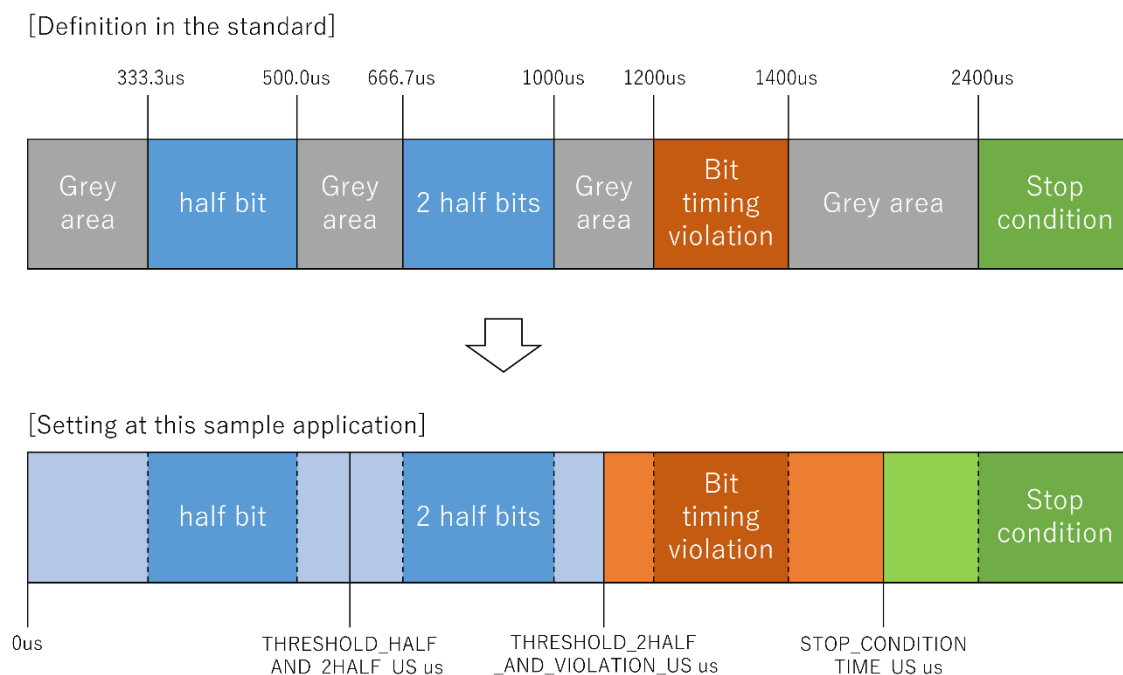 [Definition in the standard]
333.3us 500.0us 666.7us 1000us 1200us 1400us 2400us
Grey
area
half bit
Grey
area
2 half bits
Grey
area
Bit
timing
violation
Grey area
Stop
condition
[Setting at this sample application]
half bit
2 half bits
Bit
timing
violation
Stop
condition
0us
THRESHOLD_HALF
AND 2HALF US us
THRESHOLD_2HALF
_AND_VIOLATION_US us
STOP_CONDITION
TIME US us